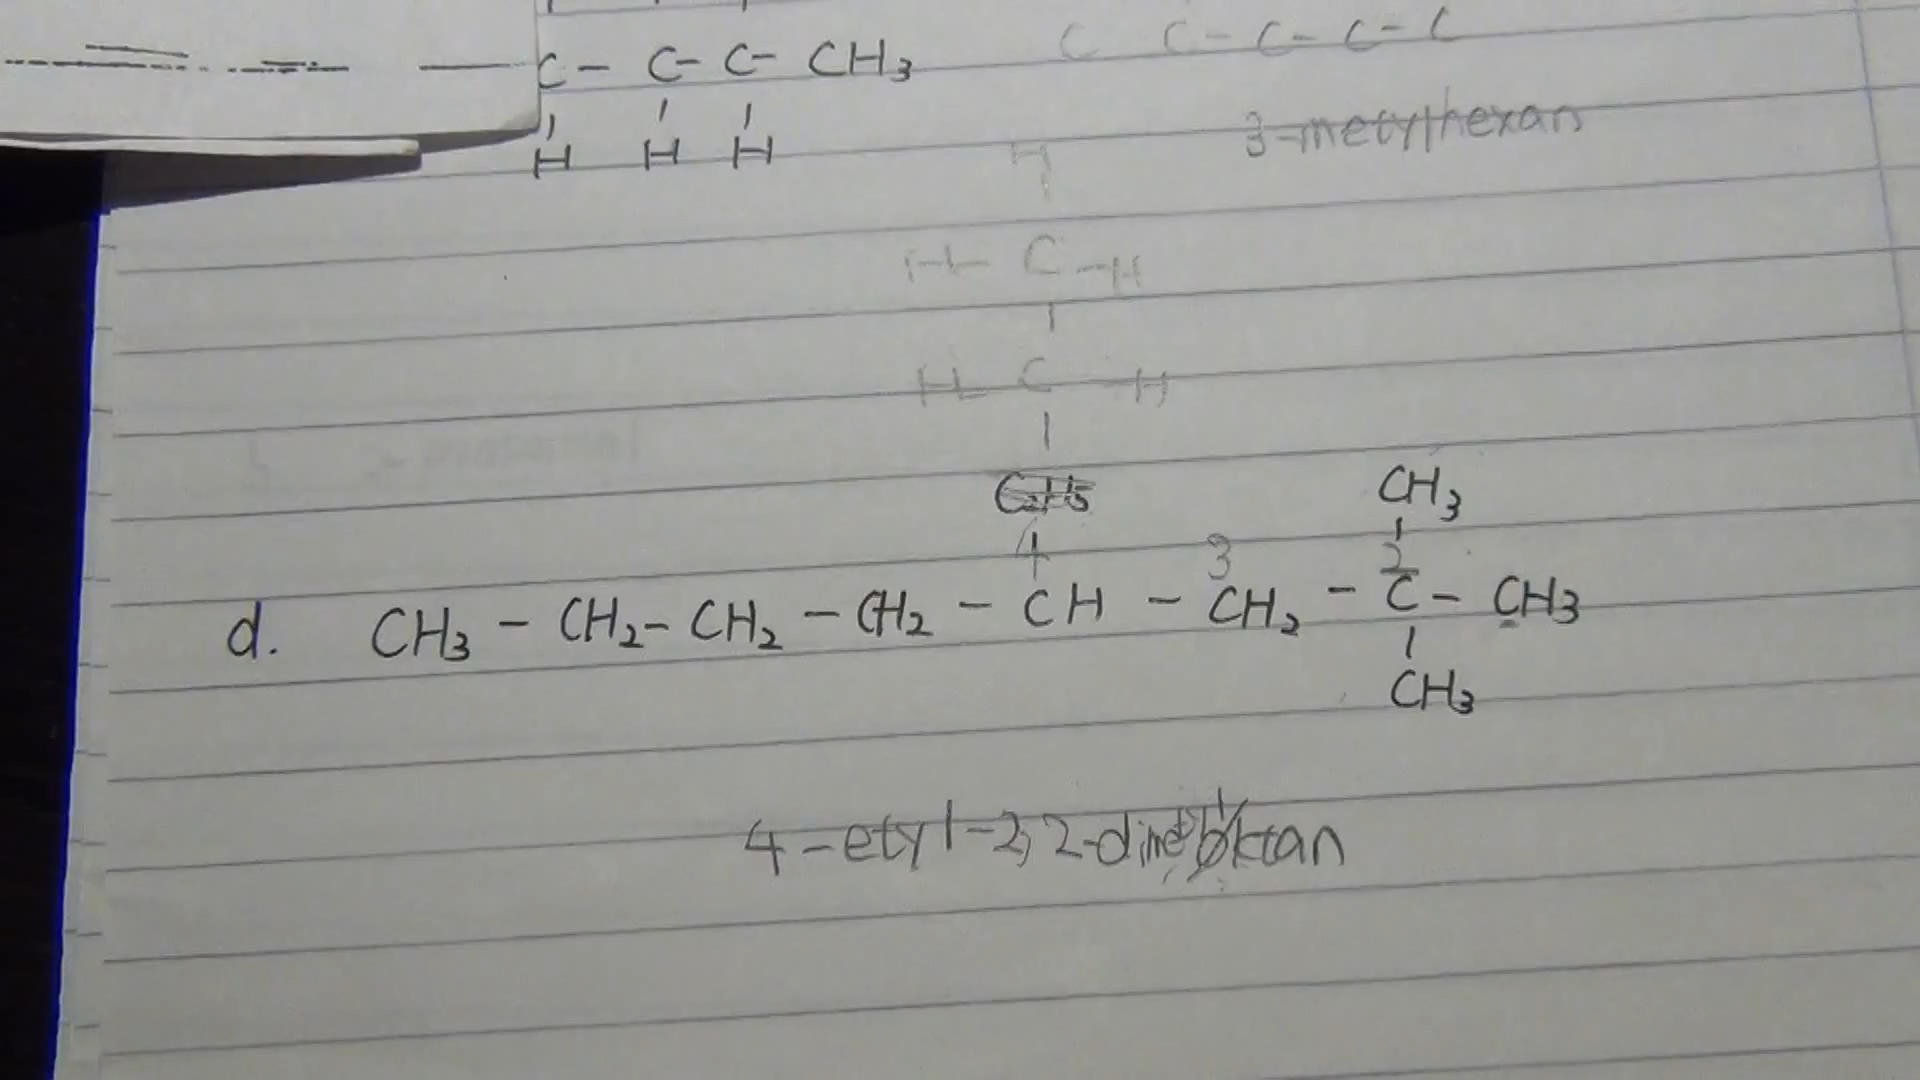 C - C - C - CH3
C C - C - C - C
H H H
3-metylhexan
H
H - C - H
H - C - H
C2H5
CH3
4 3 2
d. CH3 - CH2 - CH2 - CH2 - CH - CH2 - C - CH3
CH3
4-etyl-2,2-dimetyloktan